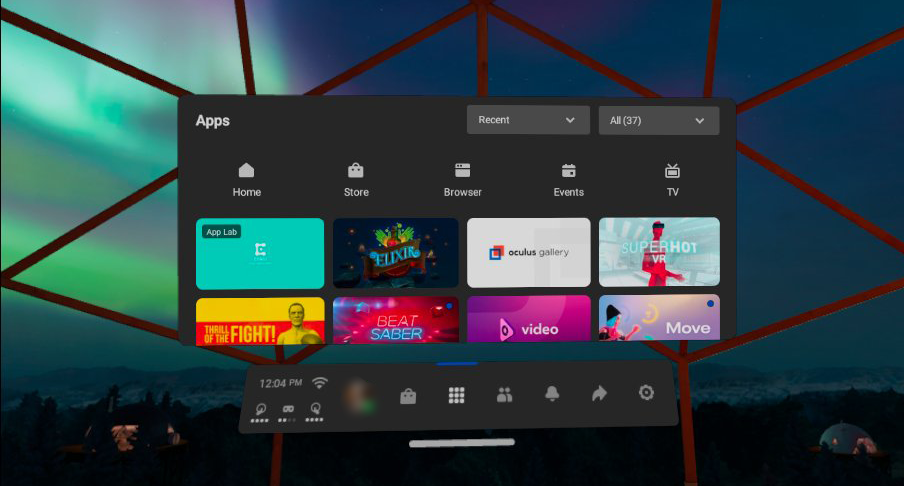 Apps
Recent
All (37)
Home
Store
Browser
Events
TV
App Lab
ELIXIR
oculus gallery
SUPERHOT
VR
THRILL
OF THE FIGHT!
BEAT
SABER
video
Move
12:04 PM